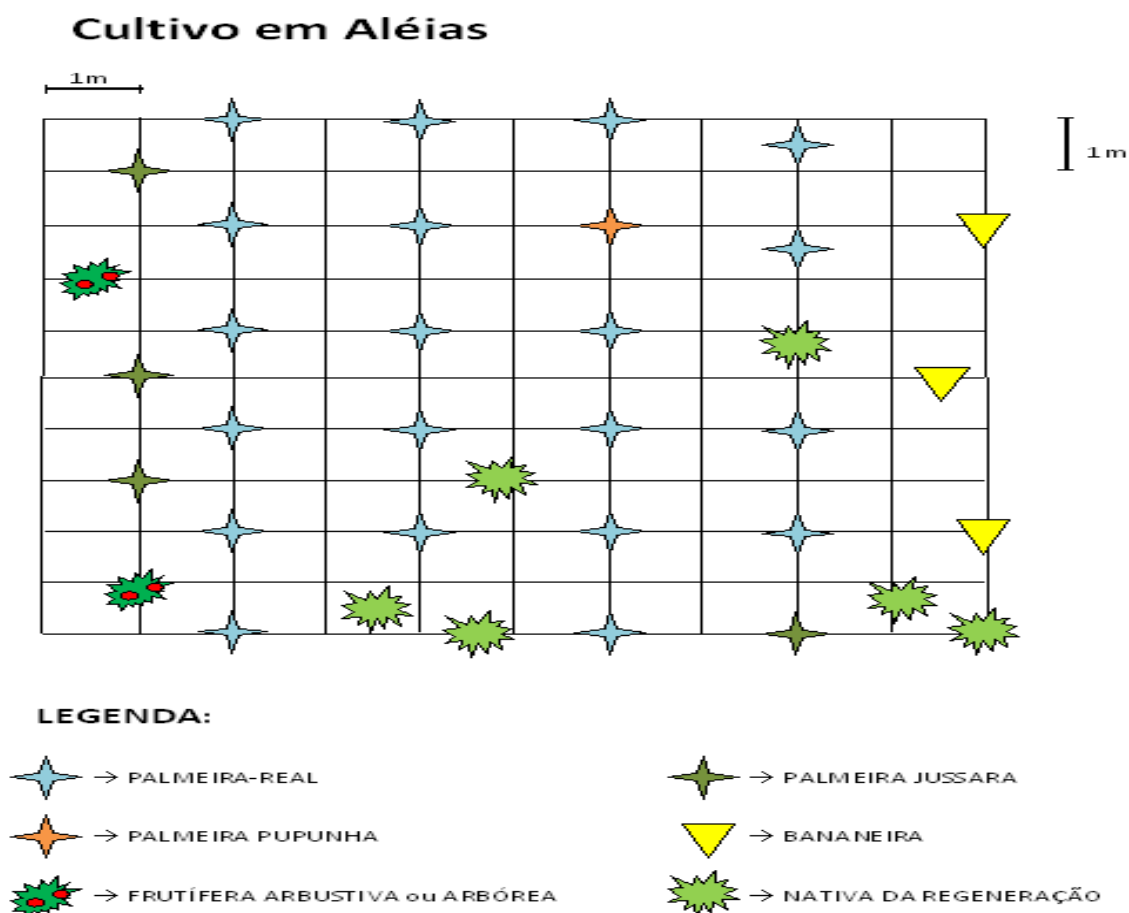 Cultivo em Aléias
1m
1m
LEGENDA:
→ PALMEIRA-REAL
→ PALMEIRA JUSSARA
→ PALMEIRA PUPUNHA
→ BANANEIRA
→ FRUTÍFERA ARBUSTIVA ou ARBÓREA
→ NATIVA DA REGENERAÇÃO